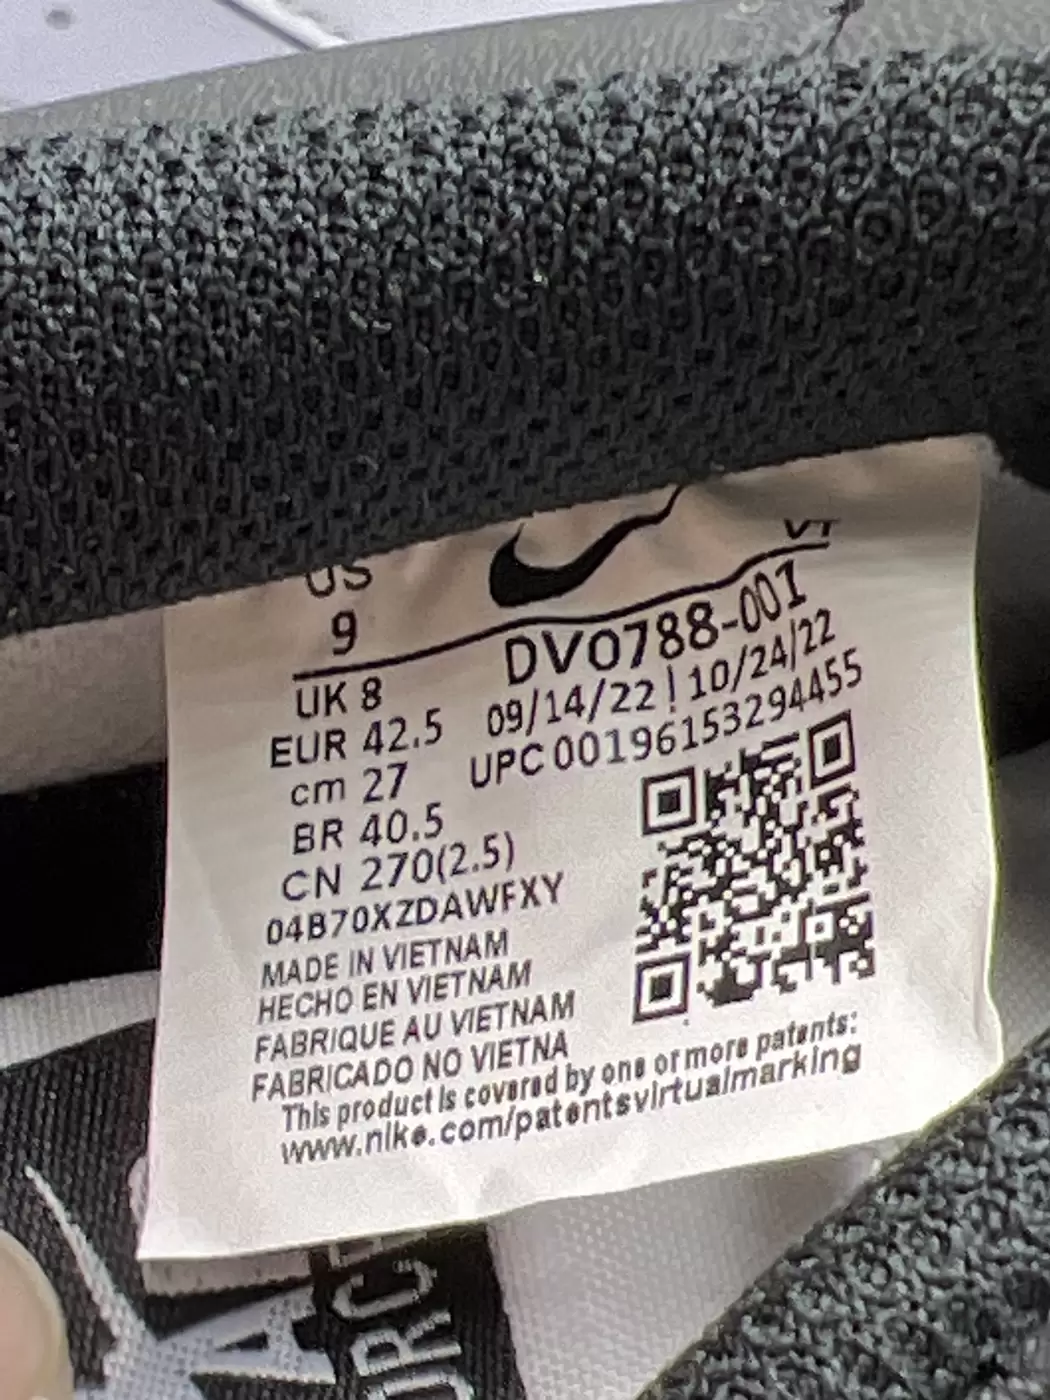 US
VT
9
DV0788-001
UK 8
09/14/22 | 10/24/22
EUR 42.5
UPC 00196153294455
cm 27
BR 40.5
CN 270(2.5)
04B70XZDAWFXY
MADE IN VIETNAM
HECHO EN VIETNAM
FABRIQUE AU VIETNAM
FABRICADO NO VIETNA
This product is covered by one or more patents:
www.nike.com/patentsvirtualmarking